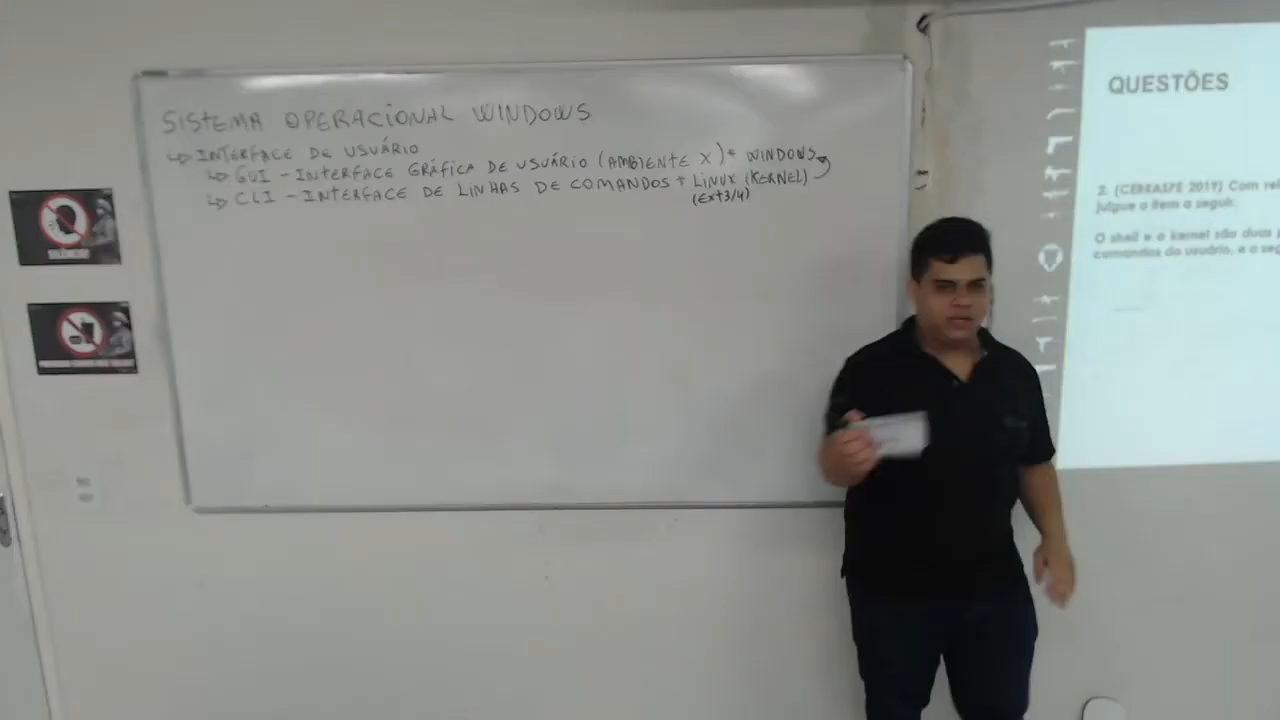 SISTEMA OPERACIONAL WINDOWS
↳ INTERFACE DE USUÁRIO
↳ GUI - INTERFACE GRÁFICA DE USUÁRIO (AMBIENTE X) + WINDOWS
↳ CLI - INTERFACE DE LINHAS DE COMANDOS + LINUX (KERNEL)
(Ext3/4)
QUESTÕES
2. (CEBRASPE 2019) Com rel
julgue o item a seguir.
O shell e o kernel são duas p
comandos do usuário, e o seg